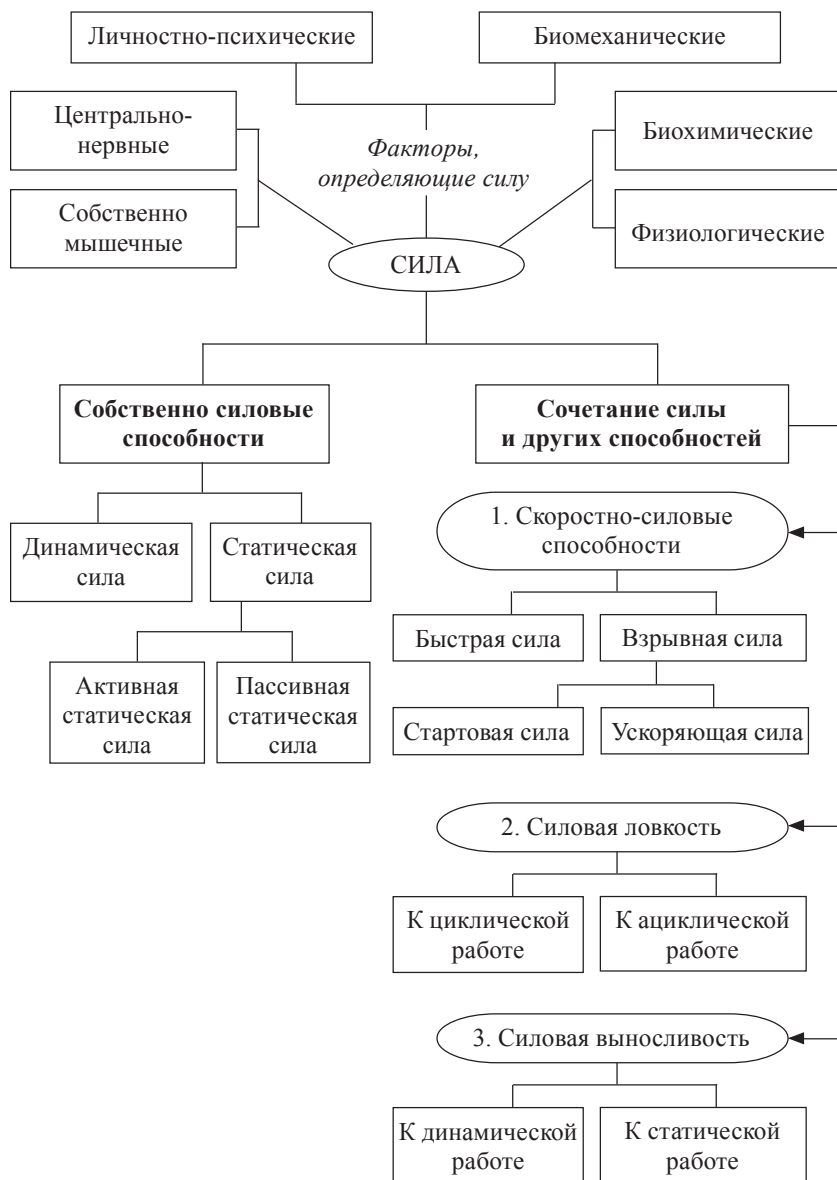 Личностно-психические
Биомеханические
Центрально-
нервные
Факторы,
определяющие силу
Биохимические
Собственно
мышечные
Физиологические
СИЛА
Собственно силовые
способности
Сочетание силы
и других способностей
1. Скоростно-силовые
способности
Динамическая
сила
Статическая
сила
Быстрая сила
Взрывная сила
Активная
статическая
сила
Пассивная
статическая
сила
Стартовая сила
Ускоряющая сила
2. Силовая ловкость
К циклической
работе
К ациклической
работе
3. Силовая выносливость
К динамической
работе
К статической
работе